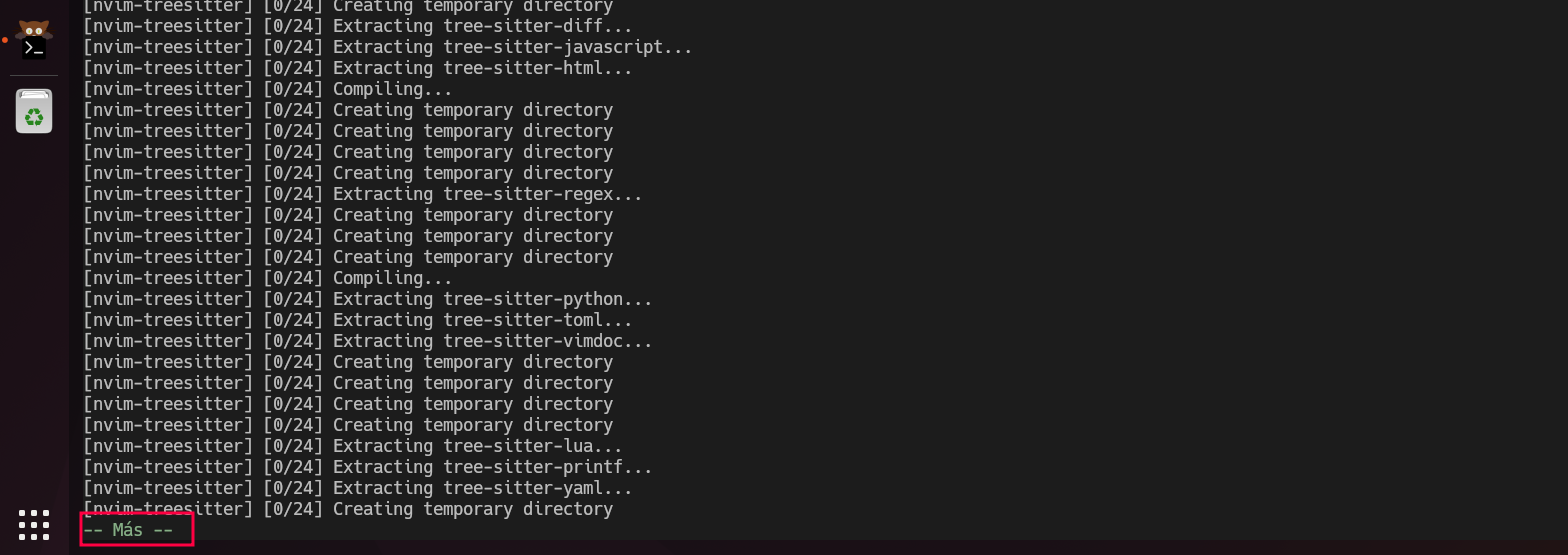 [nvim-treesitter] [0/24] Creating temporary directory
[nvim-treesitter] [0/24] Extracting tree-sitter-diff...
[nvim-treesitter] [0/24] Extracting tree-sitter-javascript...
[nvim-treesitter] [0/24] Extracting tree-sitter-html...
[nvim-treesitter] [0/24] Compiling...
[nvim-treesitter] [0/24] Creating temporary directory
[nvim-treesitter] [0/24] Creating temporary directory
[nvim-treesitter] [0/24] Creating temporary directory
[nvim-treesitter] [0/24] Creating temporary directory
[nvim-treesitter] [0/24] Extracting tree-sitter-regex...
[nvim-treesitter] [0/24] Creating temporary directory
[nvim-treesitter] [0/24] Creating temporary directory
[nvim-treesitter] [0/24] Creating temporary directory
[nvim-treesitter] [0/24] Compiling...
[nvim-treesitter] [0/24] Extracting tree-sitter-python...
[nvim-treesitter] [0/24] Extracting tree-sitter-toml...
[nvim-treesitter] [0/24] Extracting tree-sitter-vimdoc...
[nvim-treesitter] [0/24] Creating temporary directory
[nvim-treesitter] [0/24] Creating temporary directory
[nvim-treesitter] [0/24] Creating temporary directory
[nvim-treesitter] [0/24] Creating temporary directory
[nvim-treesitter] [0/24] Extracting tree-sitter-lua...
[nvim-treesitter] [0/24] Extracting tree-sitter-printf...
[nvim-treesitter] [0/24] Extracting tree-sitter-yaml...
[nvim-treesitter] [0/24] Creating temporary directory
-- Más --